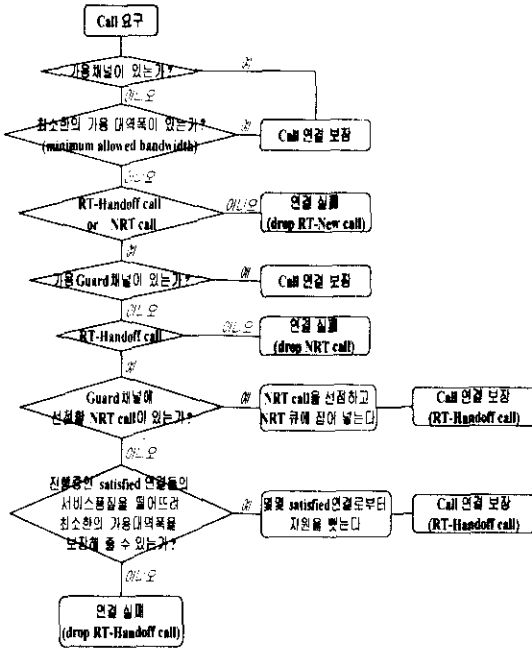 Call 요구
가용채널이 있는가?
예
아니오
최소한의 가용 대역폭이 있는가?
(minimum allowed bandwidth)
예
Call 연결 보장
아니오
RT-Handoff call
or NRT call
아니오
연결 실패
(drop RT-New call)
예
가용Guard채널이 있는가?
예
Call 연결 보장
아니오
RT-Handoff call
아니오
연결 실패
(drop NRT call)
예
Guard채널에
선점할 NRT call이 있는가?
예
NRT call을 선점하고
NRT 큐에 집어 넣는다
Call 연결 보장
(RT-Handoff call)
아니오
진행중인 satisfied 연결들의
서비스품질을 떨어뜨려
최소한의 가용대역폭을
보장해 줄 수 있는가?
예
몇몇 satisfied연결로부터
자원을 뺏는다
Call 연결 보장
(RT-Handoff call)
아니오
연결 실패
(drop RT-Handoff call)